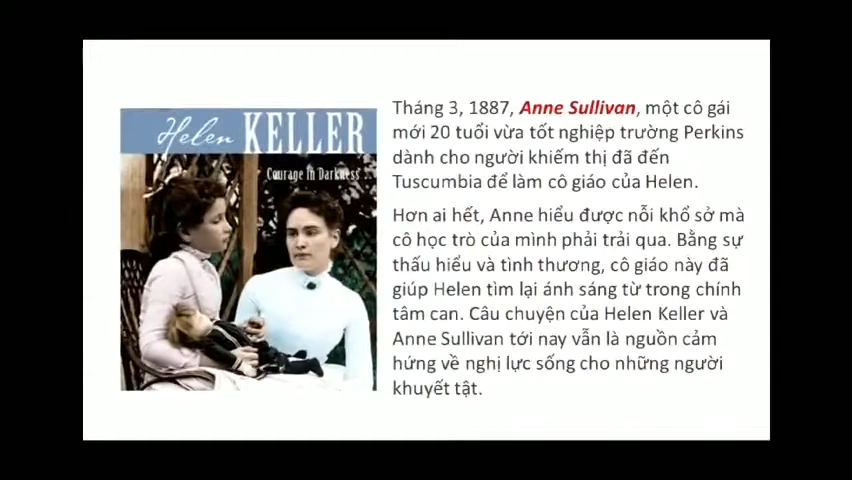 Helen KELLER
Courage in Darkness
Tháng 3, 1887, Anne Sullivan, một cô gái
mới 20 tuổi vừa tốt nghiệp trường Perkins
dành cho người khiếm thị đã đến
Tuscumbia để làm cô giáo của Helen.
Hơn ai hết, Anne hiểu được nỗi khổ sở mà
cô học trò của mình phải trải qua. Bằng sự
thấu hiểu và tình thương, cô giáo này đã
giúp Helen tìm lại ánh sáng từ trong chính
tâm can. Câu chuyện của Helen Keller và
Anne Sullivan tới nay vẫn là nguồn cảm
hứng về nghị lực sống cho những người
khuyết tật.